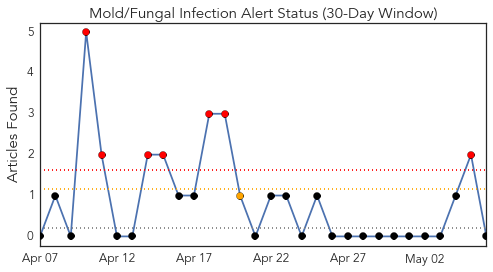 Mold/Fungal Infection Alert Status (30-Day Window)
Articles Found
5
4
3
2
1
0
Apr 07
Apr 12
Apr 17
Apr 22
Apr 27
May 02